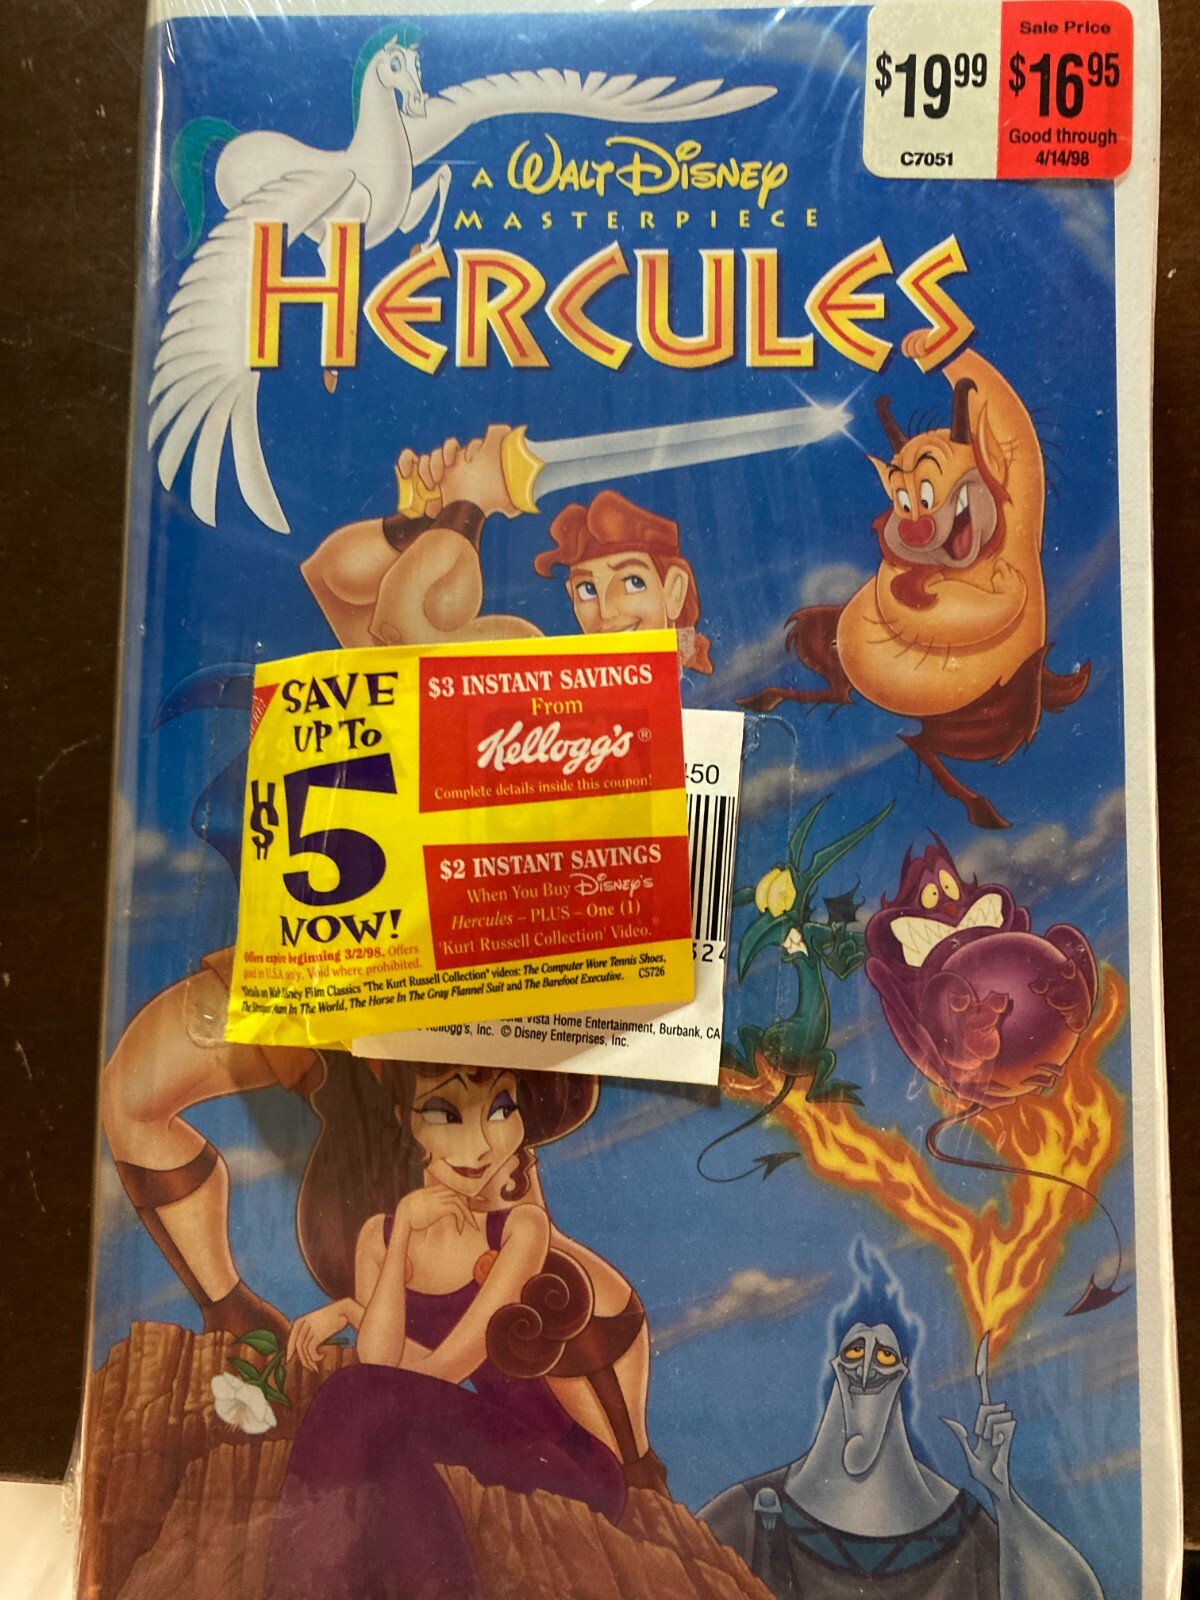 $19.99
C7051
Sale Price
$16.95
Good through
4/14/98
A WALT DISNEY
MASTERPIECE
HERCULES
SAVE
UP TO
$5
NOW!
$3 INSTANT SAVINGS
From
Kellogg's®
Complete details inside this coupon!
$2 INSTANT SAVINGS
When You Buy Disney's
Hercules – PLUS – One (1)
'Kurt Russell Collection' Video.
Offers expire beginning 3/2/98. Offers
good in U.S.A only. Void where prohibited.
*Details on Walt Disney Film Classics "The Kurt Russell Collection" videos: The Computer Wore Tennis Shoes,
The Strongest Man In The World, The Horse In The Gray Flannel Suit and The Barefoot Executive. C5726
450
324
Vista Home Entertainment, Burbank, CA
Kellogg's, Inc. © Disney Enterprises, Inc.